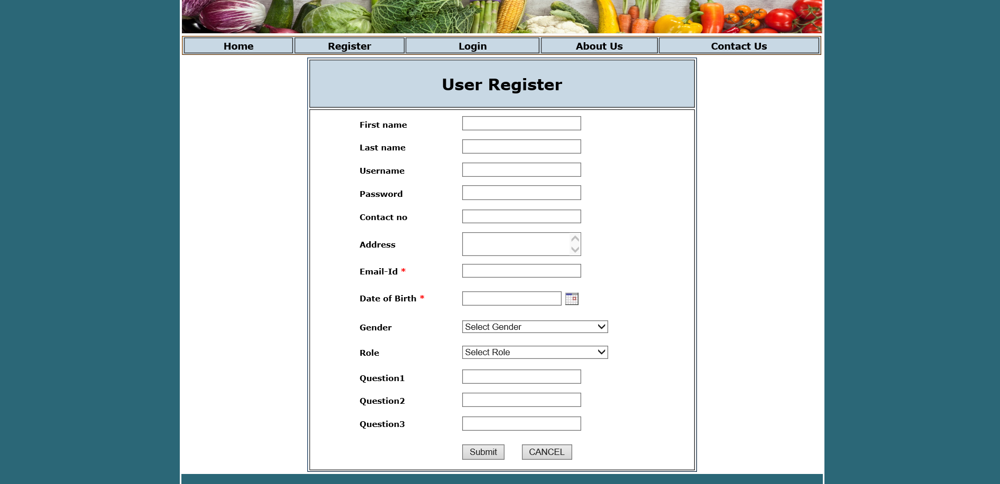 Home Register Login About Us Contact Us
User Register
First name
Last name
Username
Password
Contact no
Address
Email-Id *
Date of Birth *
Gender Select Gender
Role Select Role
Question1
Question2
Question3
Submit CANCEL